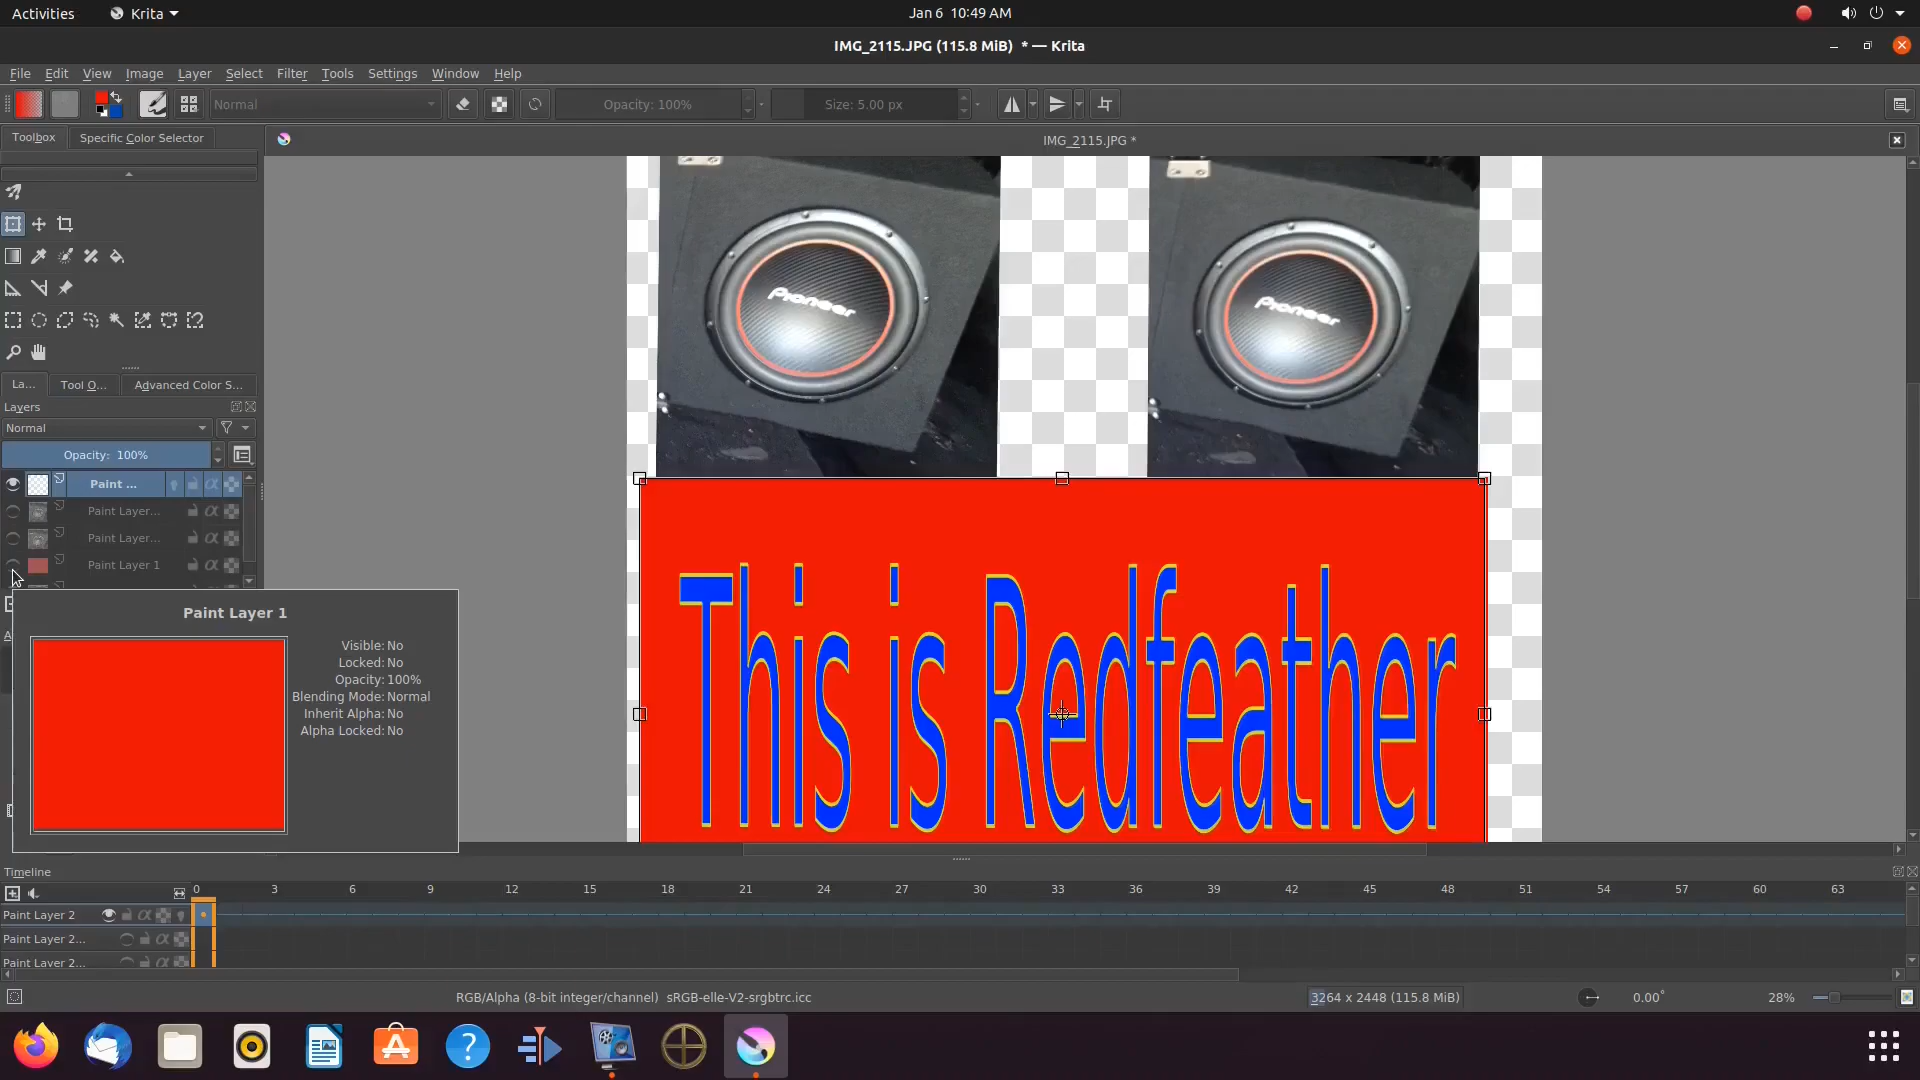 Activities
Krita
Jan 6 10:49 AM
IMG_2115.JPG (115.8 MiB) * — Krita
File Edit View Image Layer Select Filter Tools Settings Window Help
Normal
Opacity: 100%
Size: 5.00 px
Toolbox
Specific Color Selector
IMG_2115.JPG *
Pioneer
Pioneer
La...
Tool O...
Advanced Color S...
Layers
Normal
Opacity: 100%
Paint ...
Paint Layer...
Paint Layer...
Paint Layer 1
This is Redfeather
Paint Layer 1
Visible: No
Locked: No
Opacity: 100%
Blending Mode: Normal
Inherit Alpha: No
Alpha Locked: No
Timeline
0 3 6 9 12 15 18 21 24 27 30 33 36 39 42 45 48 51 54 57 60 63
Paint Layer 2
Paint Layer 2...
Paint Layer 2...
RGB/Alpha (8-bit integer/channel) sRGB-elle-V2-srgbtrc.icc
3264 x 2448 (115.8 MiB)
0.00°
28%